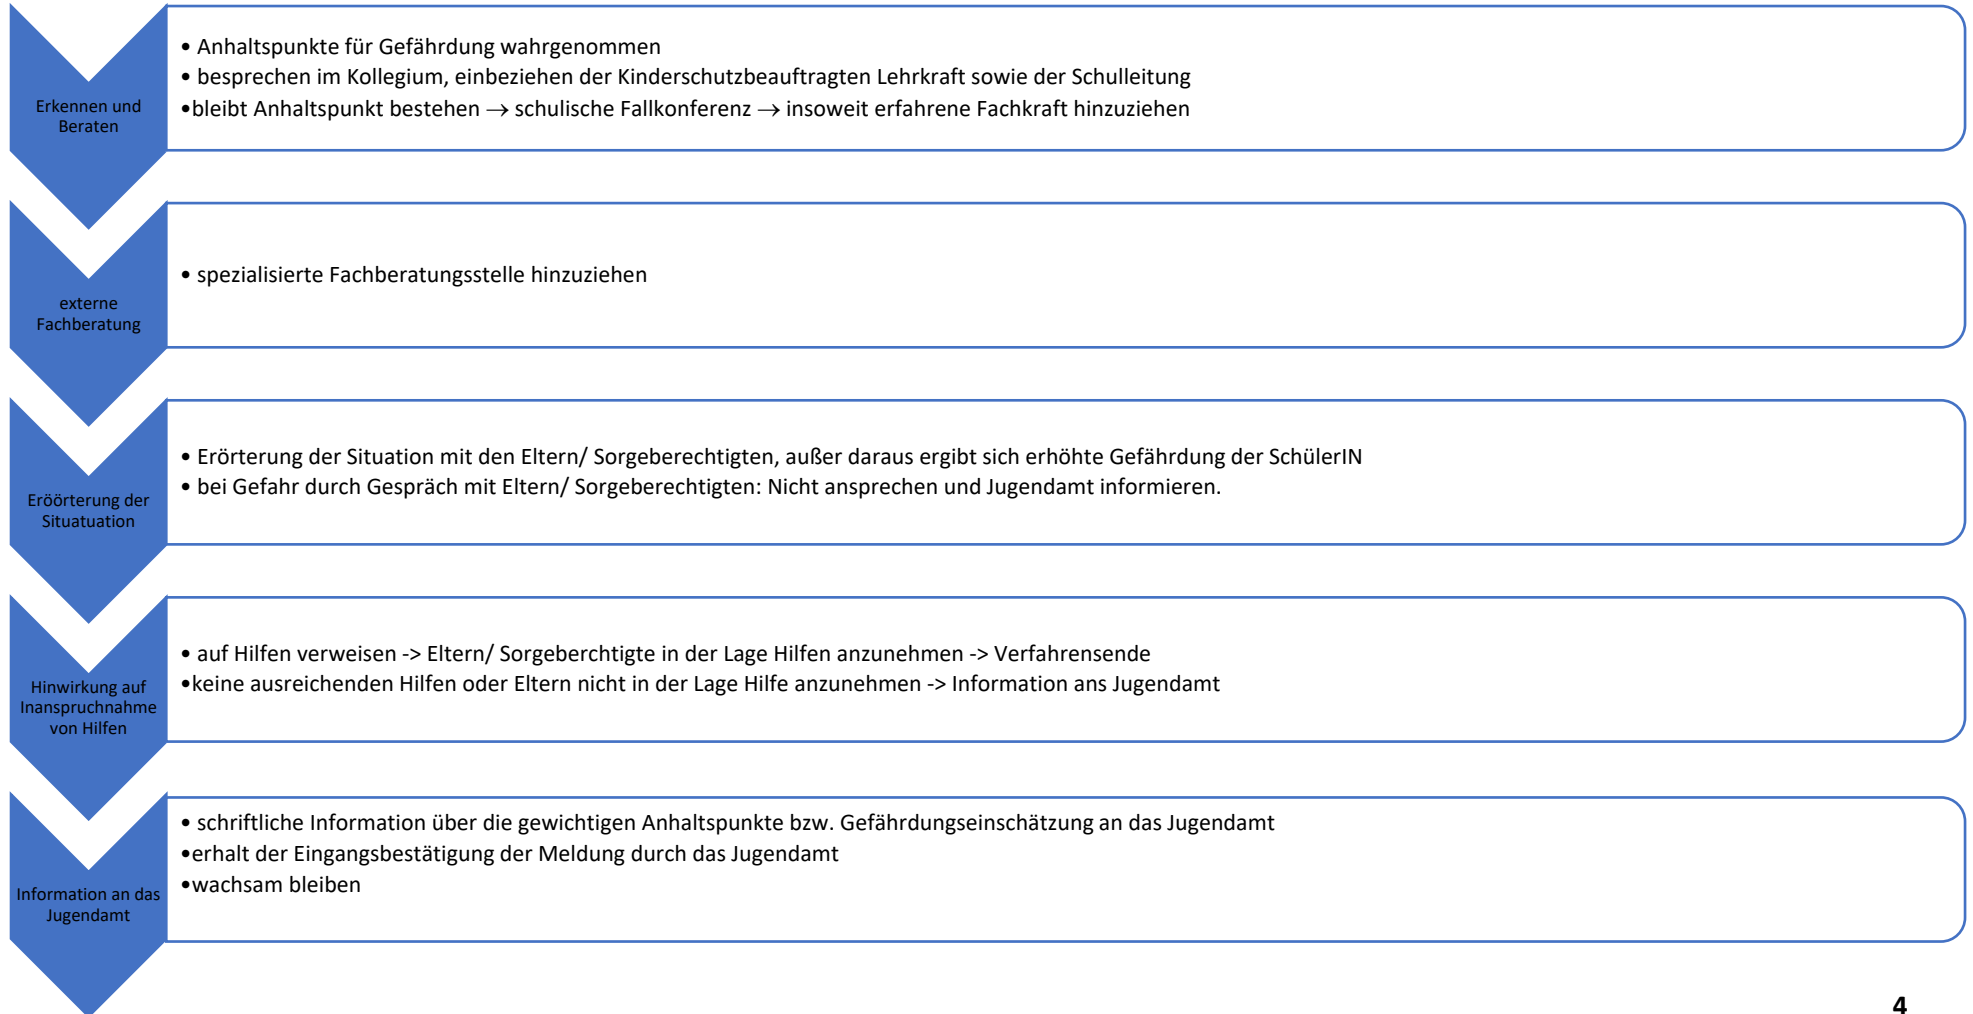 Erkennen und
Beraten
• Anhaltspunkte für Gefährdung wahrgenommen
• besprechen im Kollegium, einbeziehen der Kinderschutzbeauftragten Lehrkraft sowie der Schulleitung
•bleibt Anhaltspunkt bestehen → schulische Fallkonferenz → insoweit erfahrene Fachkraft hinzuziehen
externe
Fachberatung
• spezialisierte Fachberatungsstelle hinzuziehen
Eröörterung der
Situatuation
• Erörterung der Situation mit den Eltern/ Sorgeberechtigten, außer daraus ergibt sich erhöhte Gefährdung der SchülerIN
• bei Gefahr durch Gespräch mit Eltern/ Sorgeberechtigten: Nicht ansprechen und Jugendamt informieren.
Hinwirkung auf
Inanspruchnahme
von Hilfen
• auf Hilfen verweisen -> Eltern/ Sorgeberchtigte in der Lage Hilfen anzunehmen -> Verfahrensende
•keine ausreichenden Hilfen oder Eltern nicht in der Lage Hilfe anzunehmen -> Information ans Jugendamt
Information an das
Jugendamt
• schriftliche Information über die gewichtigen Anhaltspunkte bzw. Gefährdungseinschätzung an das Jugendamt
•erhalt der Eingangsbestätigung der Meldung durch das Jugendamt
•wachsam bleiben
4